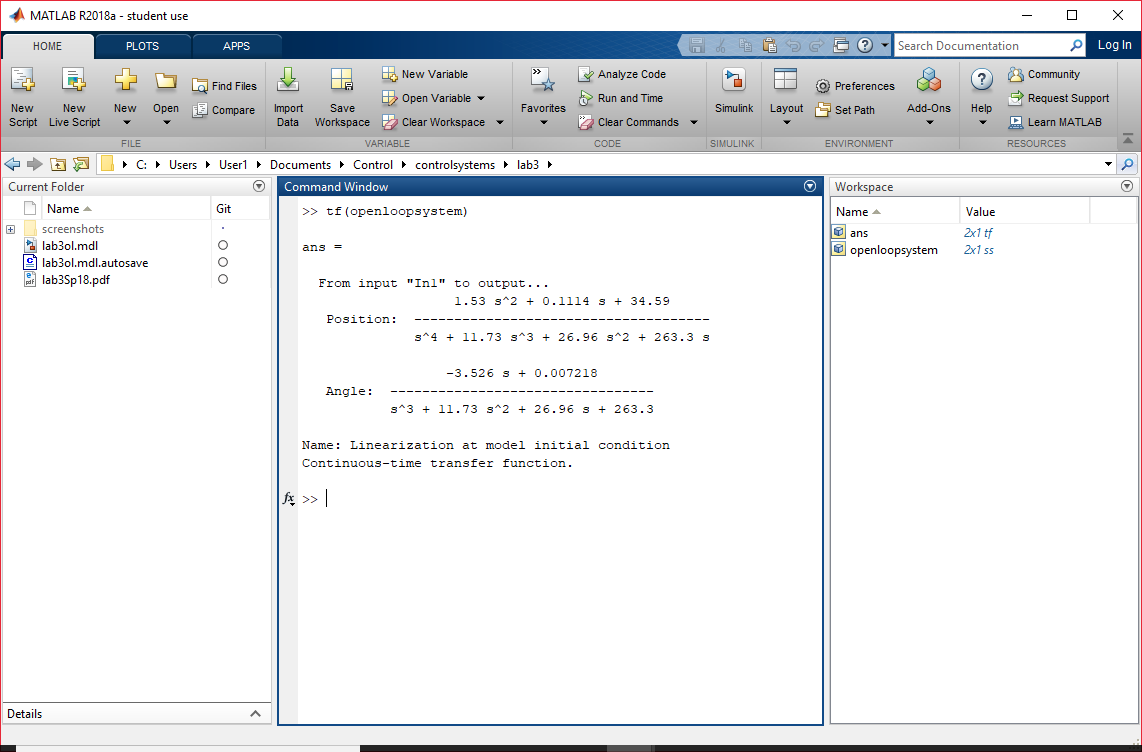 MATLAB R2018a - student use
HOME PLOTS APPS
Search Documentation
Log In
New Script
New Live Script
New
Open
Find Files
Compare
Import Data
Save Workspace
New Variable
Open Variable
Clear Workspace
Favorites
Analyze Code
Run and Time
Clear Commands
Simulink
Layout
Preferences
Set Path
Add-Ons
Help
Community
Request Support
Learn MATLAB
FILE VARIABLE CODE SIMULINK ENVIRONMENT RESOURCES
C: Users User1 Documents Control controlsystems lab3
Current Folder
Name Git
screenshots
lab3ol.mdl
lab3ol.mdl.autosave
lab3Sp18.pdf
Details
Command Window
>> tf(openloopsystem)
ans =
From input "In1" to output...
1.53 s^2 + 0.1114 s + 34.59
Position: -------------------------------------
s^4 + 11.73 s^3 + 26.96 s^2 + 263.3 s
-3.526 s + 0.007218
Angle: ---------------------------------
s^3 + 11.73 s^2 + 26.96 s + 263.3
Name: Linearization at model initial condition
Continuous-time transfer function.
fx >>
Workspace
Name Value
ans 2x1 tf
openloopsystem 2x1 ss